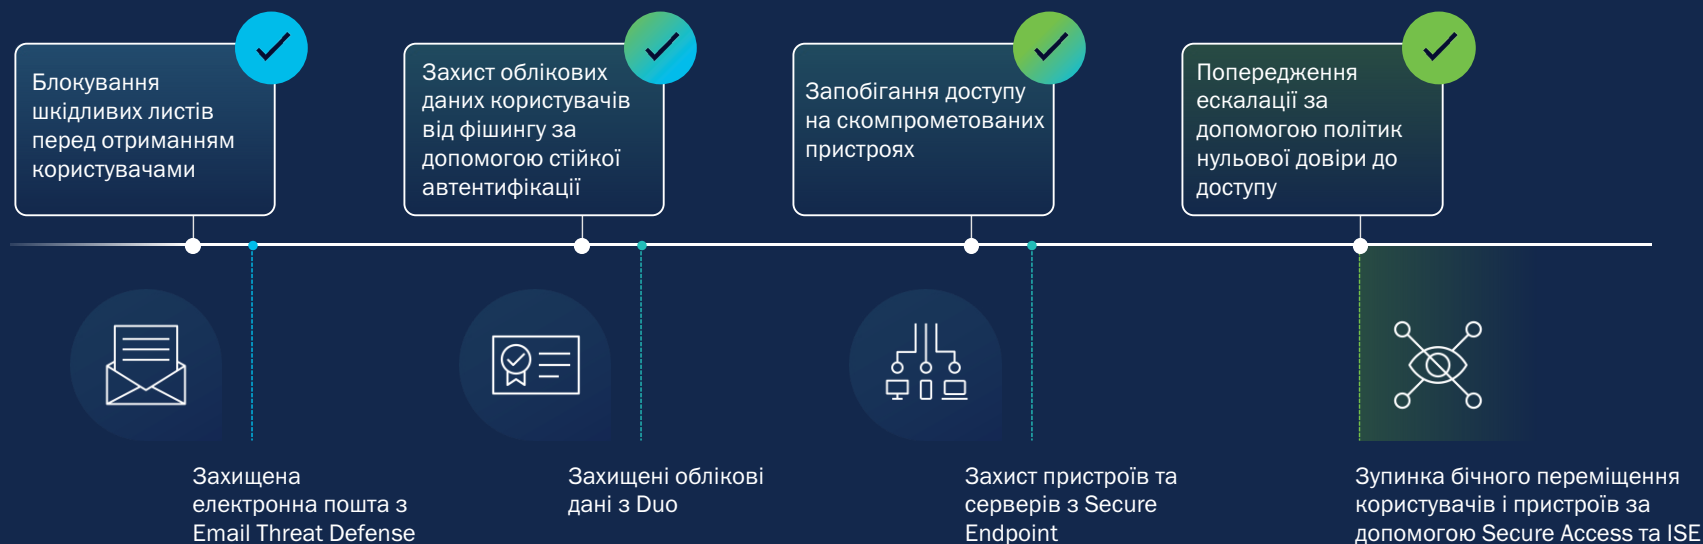 Блокування
шкідливих листів
перед отриманням
користувачами
Захист облікових
даних користувачів
від фішингу за
допомогою стійкої
автентифікації
Запобігання доступу
на скомпрометованих
пристроях
Попередження
ескалації за
допомогою політик
нульової довіри до
доступу
Захищена
електронна пошта з
Email Threat Defense
Захищені облікові
дані з Duo
Захист пристроїв та
серверів з Secure
Endpoint
Зупинка бічного переміщення
користувачів і пристроїв за
допомогою Secure Access та ISE